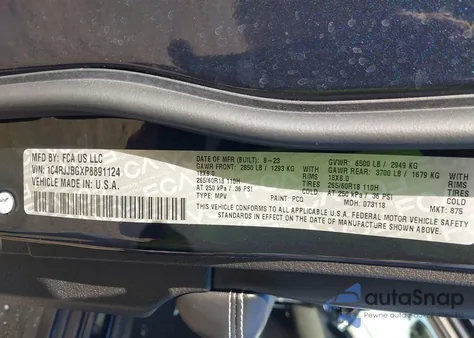 MFD BY: FCA US LLC
VIN: 1C4RJJBGXP8891124
VEHICLE MADE IN: U.S.A.
DATE OF MFR (BUILT): 8-23
GAWR FRONT: 2850 LB / 1293 KG WITH
18X8.0 RIMS
265/60R18 110H TIRES
AT 250 kPa / 36 PSI COLD
TYPE: MPV PAINT: PCD
GVWR: 6500 LB / 2949 KG
GAWR REAR: 3700 LB / 1679 KG WITH
18X8.0 RIMS
265/60R18 110H TIRES
AT 250 kPa / 36 PSI COLD
MDH: 073118 MKT: 875
THIS VEHICLE CONFORMS TO ALL APPLICABLE U.S.A. FEDERAL MOTOR VEHICLE SAFETY
STANDARDS IN EFFECT ON THE DATE OF MANUFACTURE SHOWN ABOVE
autoSnap